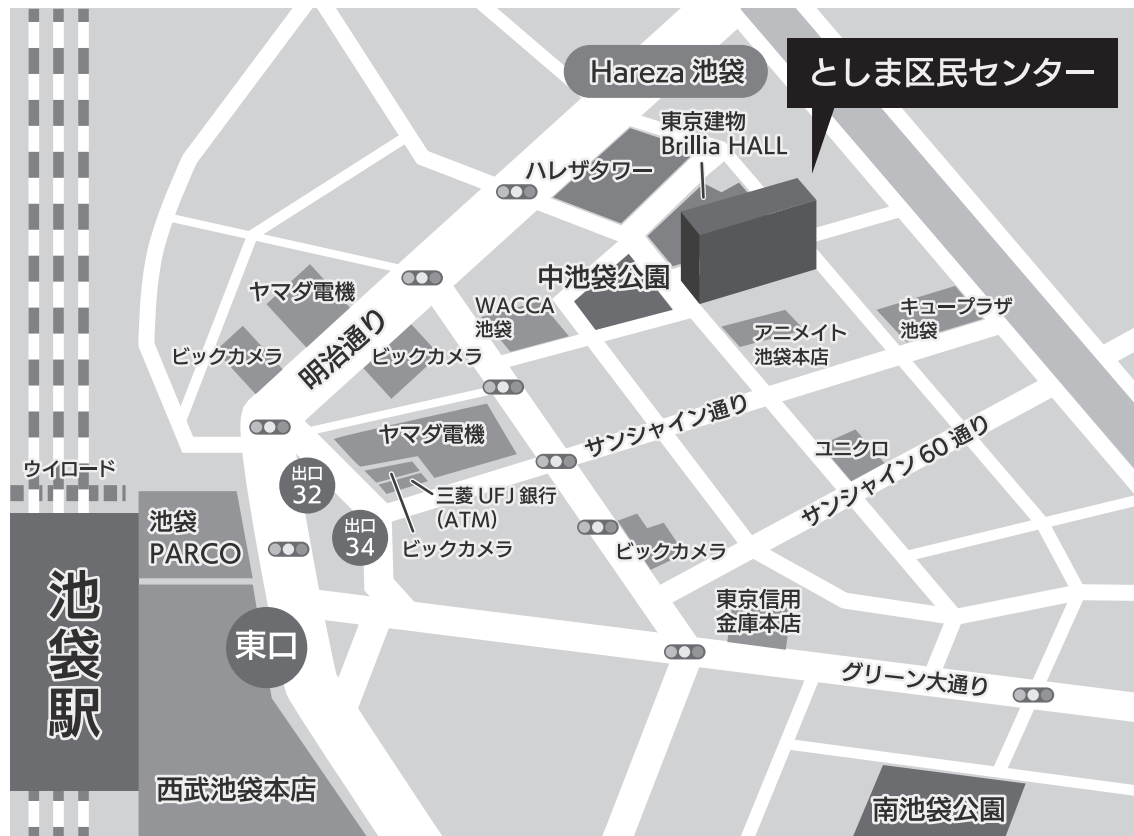 Hareza 池袋
としま区民センター
東京建物
Brillia HALL
ハレザタワー
中池袋公園
ヤマダ電機
WACCA
池袋
キュープラザ
池袋
アニメイト
池袋本店
ビックカメラ
明治通り
ビックカメラ
ヤマダ電機
サンシャイン通り
ユニクロ
サンシャイン 60 通り
ウイロード
出口
32
三菱 UFJ 銀行
(ATM)
出口
34
ビックカメラ
ビックカメラ
池袋
PARCO
池袋駅
東口
東京信用
金庫本店
グリーン大通り
西武池袋本店
南池袋公園